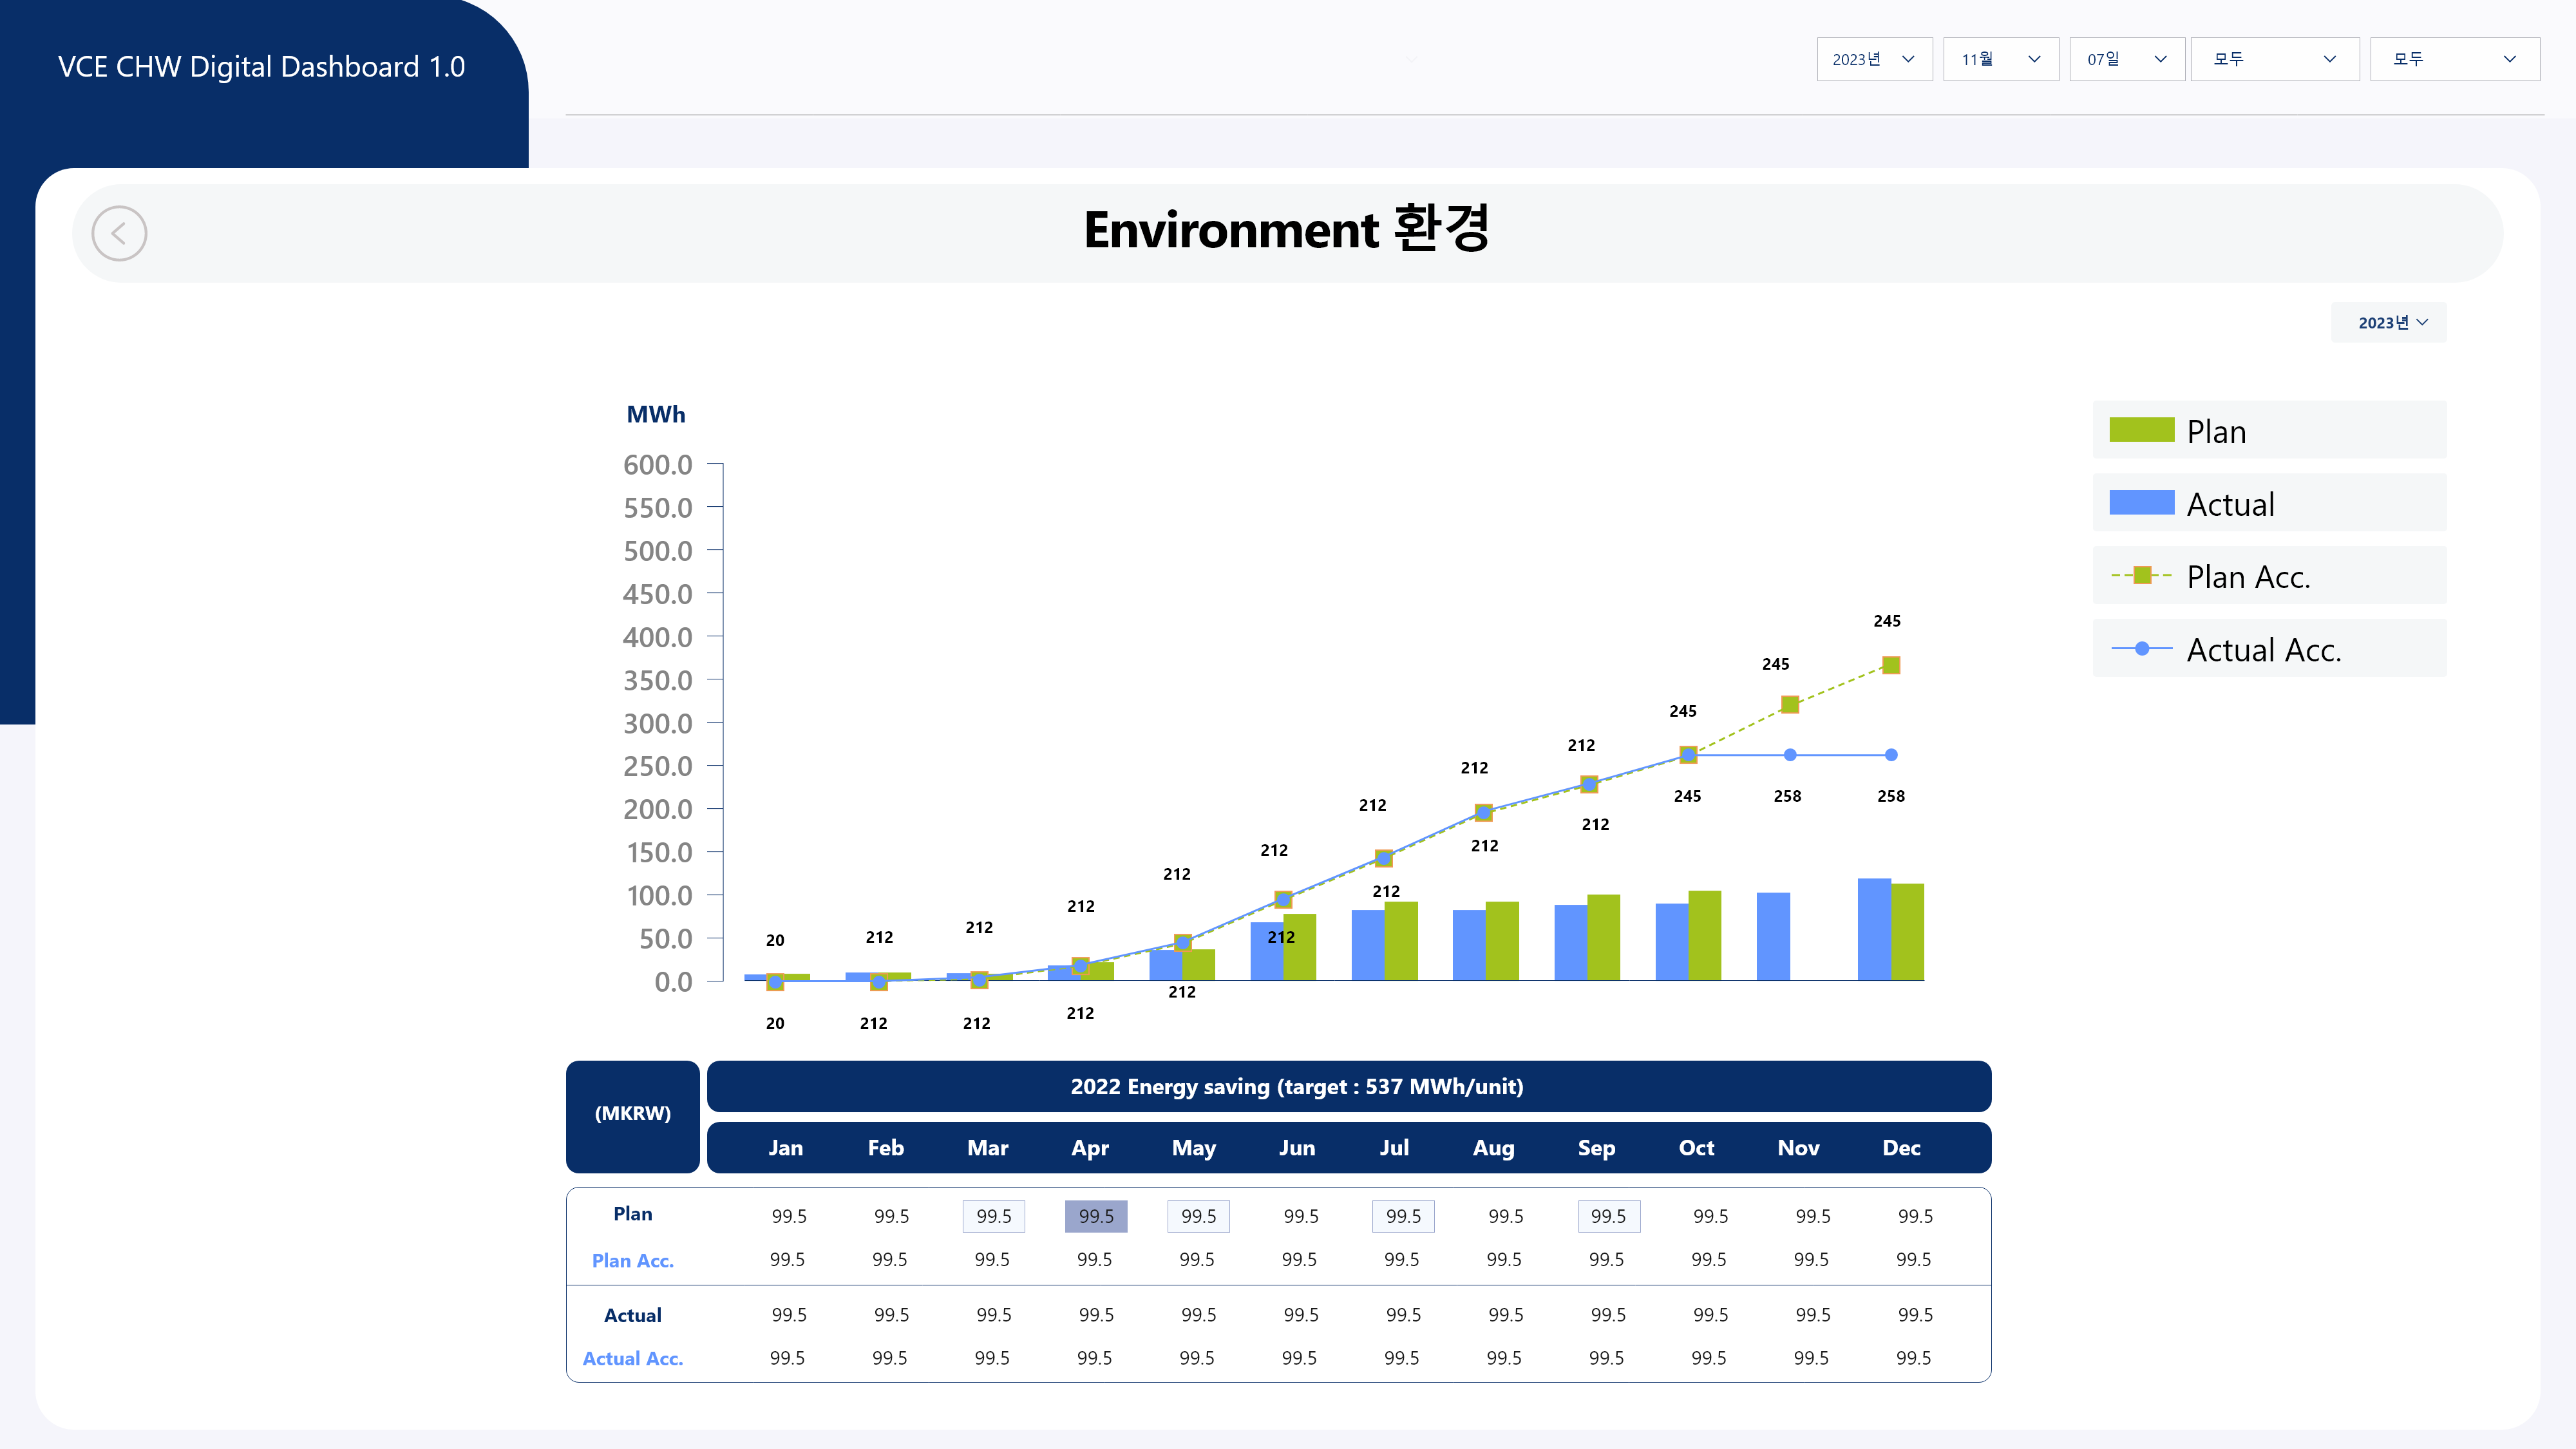 VCE CHW Digital Dashboard 1.0
2023년 11월 07일 모두 모두
Environment 환경
2023년
MWh
Plan
Actual
Plan Acc.
Actual Acc.
600.0
550.0
500.0
450.0
400.0
350.0
300.0
250.0
200.0
150.0
100.0
50.0
0.0
20 212 212 212 212 212 212 212 212 245 245 245
20 212 212 212 212 212 212 212 212 245 258 258
(MKRW)
2022 Energy saving (target : 537 MWh/unit)
Jan Feb Mar Apr May Jun Jul Aug Sep Oct Nov Dec
Plan 99.5 99.5 99.5 99.5 99.5 99.5 99.5 99.5 99.5 99.5 99.5 99.5
Plan Acc. 99.5 99.5 99.5 99.5 99.5 99.5 99.5 99.5 99.5 99.5 99.5 99.5
Actual 99.5 99.5 99.5 99.5 99.5 99.5 99.5 99.5 99.5 99.5 99.5 99.5
Actual Acc. 99.5 99.5 99.5 99.5 99.5 99.5 99.5 99.5 99.5 99.5 99.5 99.5